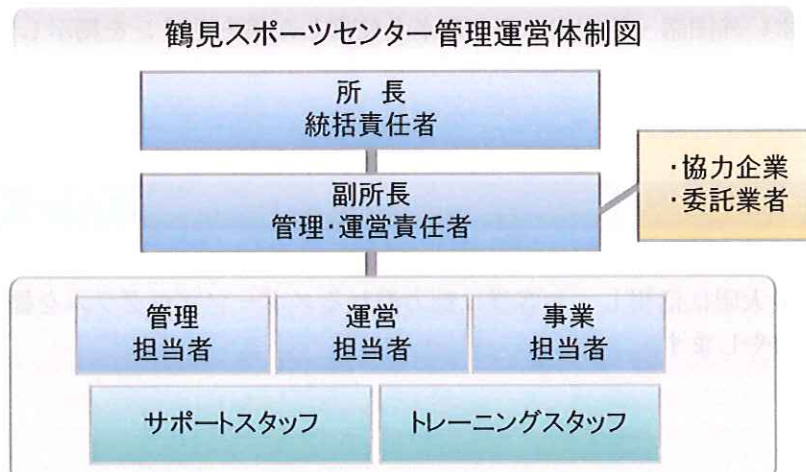 鶴見スポーツセンター管理運営体制図
所 長
統括責任者
副所長
管理・運営責任者
・協力企業
・委託業者
管理
担当者
運営
担当者
事業
担当者
サポートスタッフ
トレーニングスタッフ